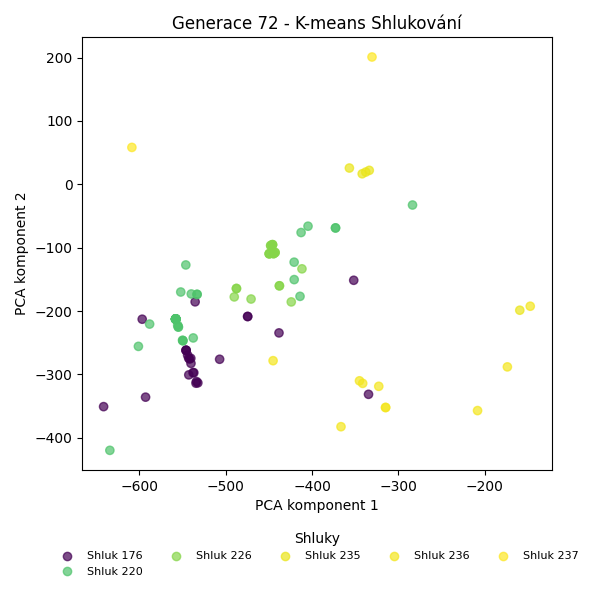 Generace 72 - K-means Shlukování
PCA komponent 2
200
100
0
−100
−200
−300
−400
−600
−500
−400
−300
−200
PCA komponent 1
Shluky
Shluk 176
Shluk 226
Shluk 235
Shluk 236
Shluk 237
Shluk 220